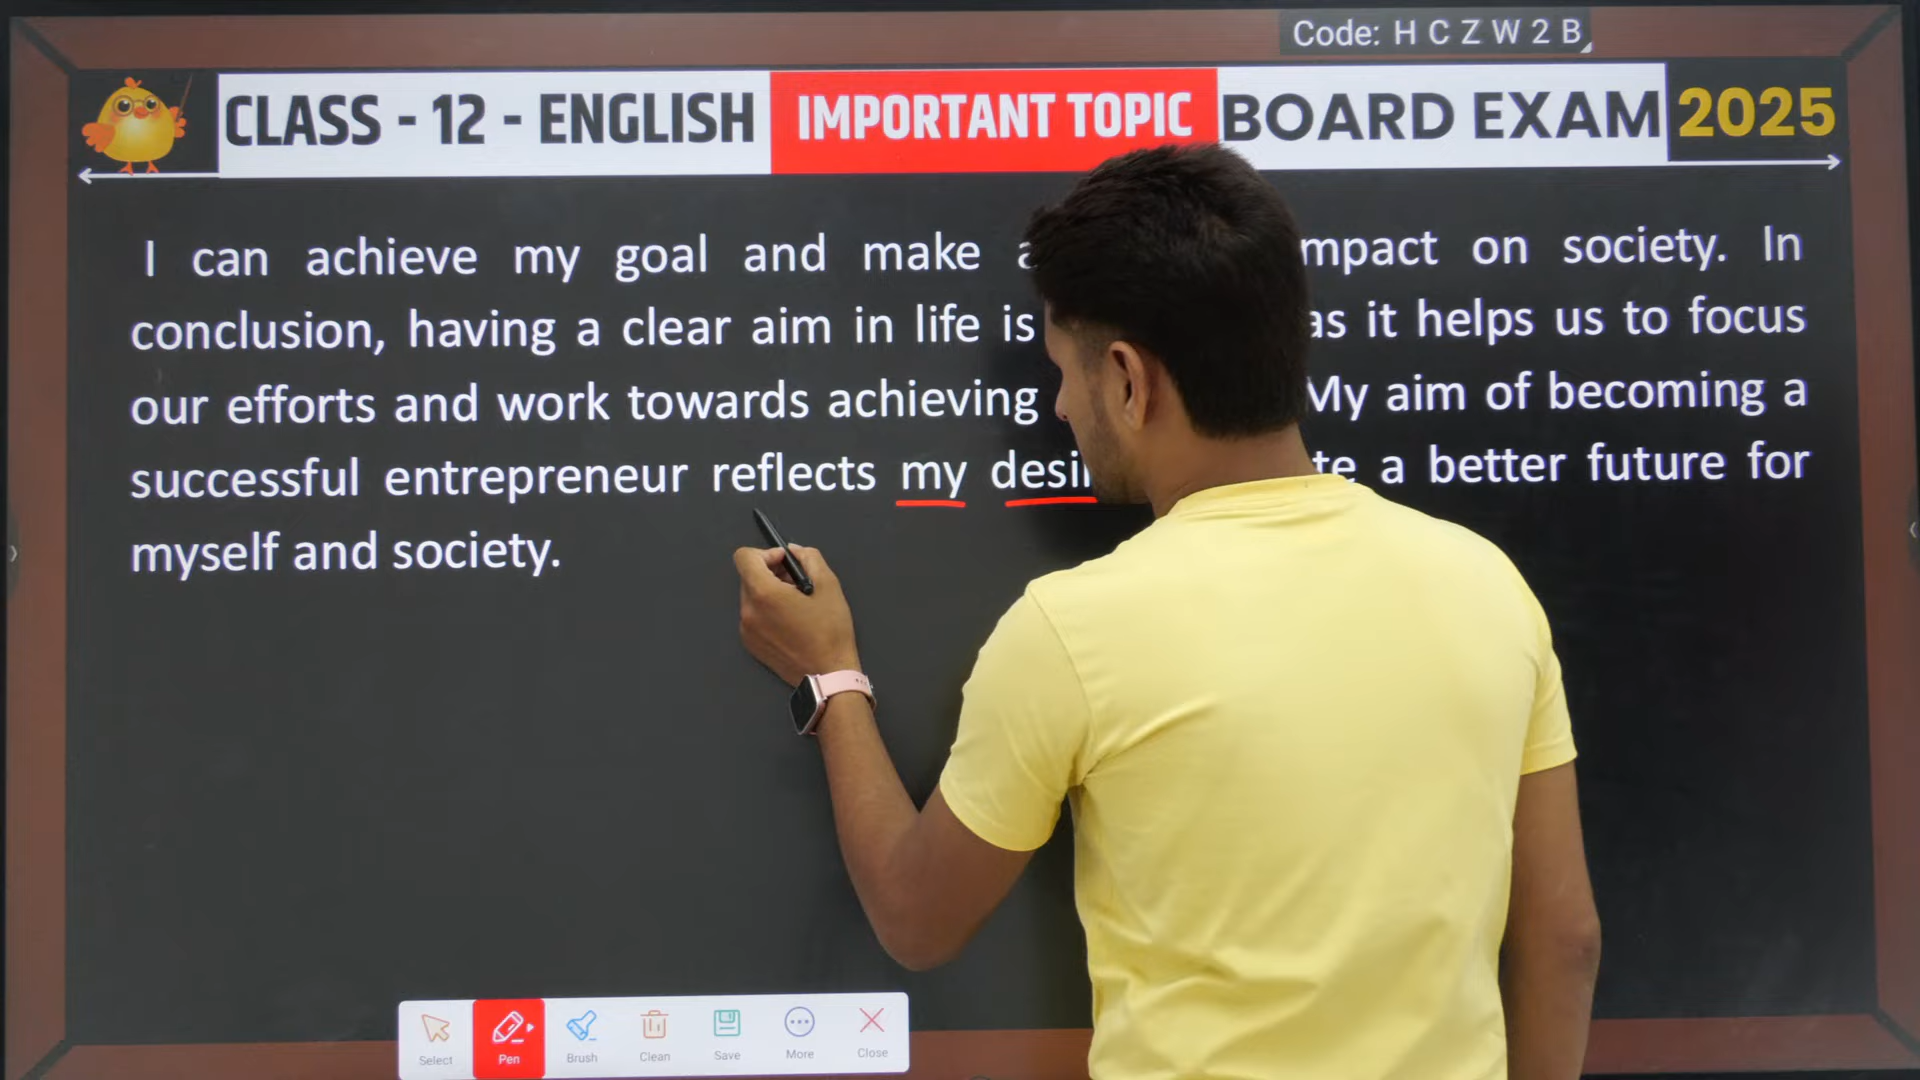 Code: H C Z W 2 B
CLASS - 12 - ENGLISH IMPORTANT TOPIC BOARD EXAM 2025
I can achieve my goal and make on society. In
conclusion, having a clear aim in life is as it helps us to focus
our efforts and work towards achieving My aim of becoming a
successful entrepreneur reflects my a better future for
myself and society.
Select Pen Brush Clean Save More Close